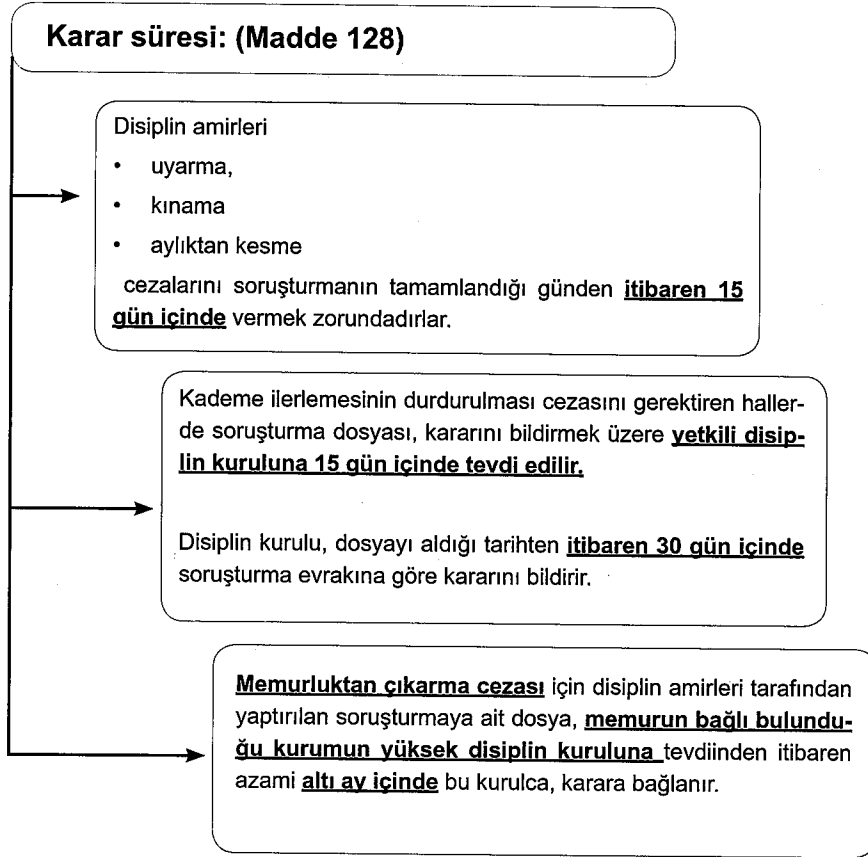 Karar süresi: (Madde 128)
Disiplin amirleri
• uyarma,
• kınama
• aylıktan kesme
cezalarını soruşturmanın tamamlandığı günden itibaren 15
gün içinde vermek zorundadırlar.
Kademe ilerlemesinin durdurulması cezasını gerektiren haller-
de soruşturma dosyası, kararını bildirmek üzere yetkili disip-
lin kuruluna 15 gün içinde tevdi edilir.
Disiplin kurulu, dosyayı aldığı tarihten itibaren 30 gün içinde
soruşturma evrakına göre kararını bildirir.
Memurluktan çıkarma cezası için disiplin amirleri tarafından
yaptırılan soruşturmaya ait dosya, memurun bağlı bulundu-
ğu kurumun yüksek disiplin kuruluna tevdiinden itibaren
azami altı ay içinde bu kurulca, karara bağlanır.